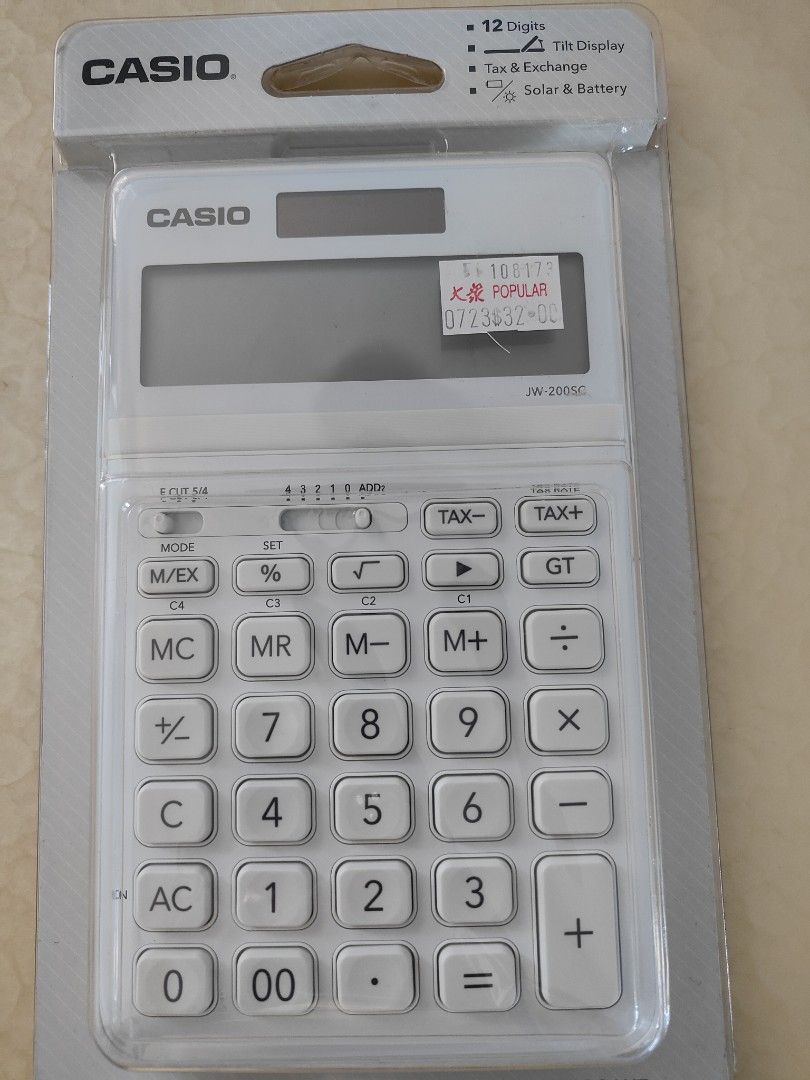 CASIO
12 Digits
Tilt Display
Tax & Exchange
Solar & Battery
CASIO
大衆 POPULAR
0723$32.00
JW-200SC
F CUT 5/4
4 3 2 1 0 ADD₂
TAX− TAX+
MODE SET
M/EX % √ ▶ GT
C4 C3 C2 C1
MC MR M− M+ ÷
+/− 7 8 9 ×
C 4 5 6 −
AC 1 2 3 +
0 00 . =